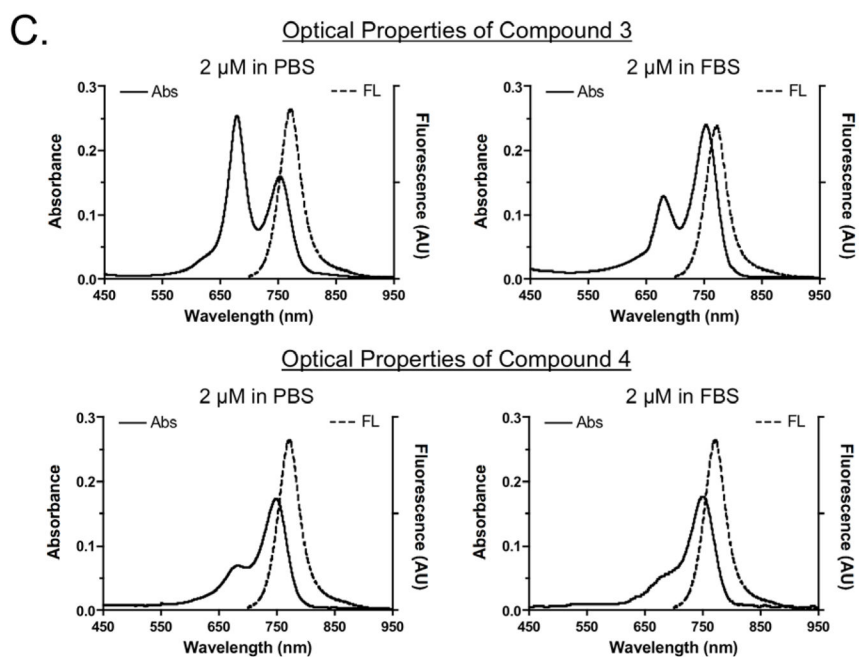 C.
Optical Properties of Compound 3
2 µM in PBS
2 µM in FBS
0.3
Abs
FL
0.3
Abs
FL
0.2
0.2
0.1
0.1
0.0
0.0
Absorbance
Fluorescence (AU)
Absorbance
Fluorescence (AU)
450 550 650 750 850 950
450 550 650 750 850 950
Wavelength (nm)
Wavelength (nm)
Optical Properties of Compound 4
2 µM in PBS
2 µM in FBS
0.3
Abs
FL
0.3
Abs
FL
0.2
0.2
0.1
0.1
0.0
0.0
Absorbance
Fluorescence (AU)
Absorbance
Fluorescence (AU)
450 550 650 750 850 950
450 550 650 750 850 950
Wavelength (nm)
Wavelength (nm)